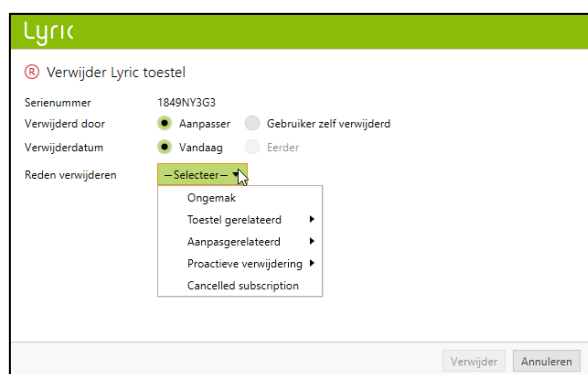 Lyric
R Verwijder Lyric toestel
Serienummer 1849NY3G3
Verwijderd door Aanpasser Gebruiker zelf verwijderd
Verwijderdatum Vandaag Eerder
Reden verwijderen —Selecteer—
Ongemak
Toestel gerelateerd
Aanpasgerelateerd
Proactieve verwijdering
Cancelled subscription
Verwijder Annuleren